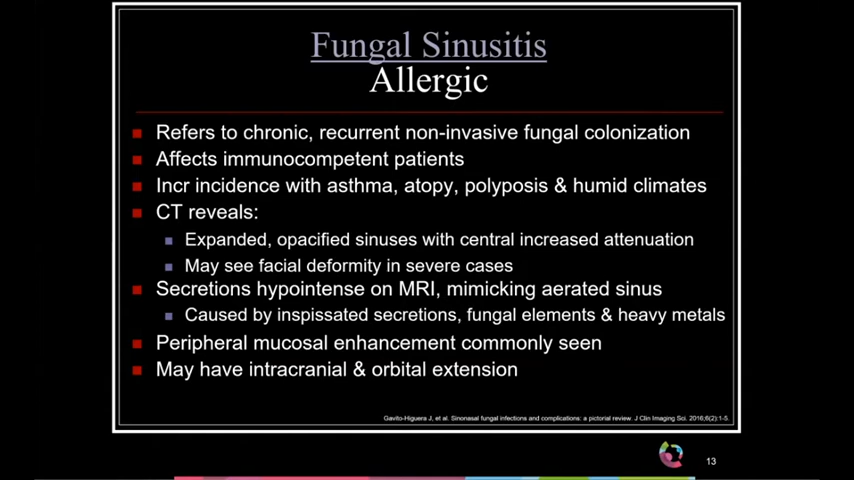 Fungal Sinusitis
Allergic
Refers to chronic, recurrent non-invasive fungal colonization
Affects immunocompetent patients
Incr incidence with asthma, atopy, polyposis & humid climates
CT reveals:
Expanded, opacified sinuses with central increased attenuation
May see facial deformity in severe cases
Secretions hypointense on MRI, mimicking aerated sinus
Caused by inspissated secretions, fungal elements & heavy metals
Peripheral mucosal enhancement commonly seen
May have intracranial & orbital extension
Gavito-Higuera J, et al. Sinonasal fungal infections and complications: a pictorial review. J Clin Imaging Sci. 2016;6(2):1-5.
13